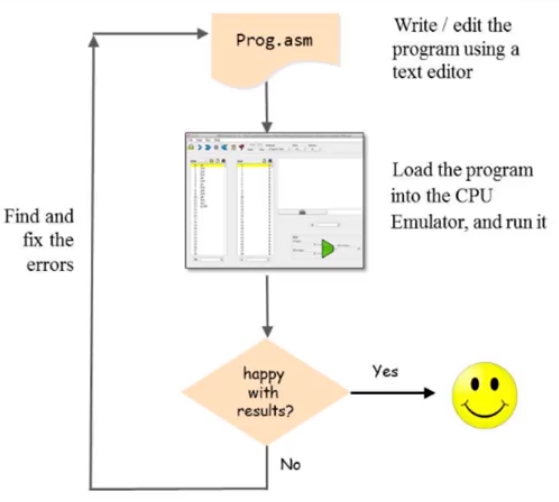 Prog.asm
Write / edit the
program using a
text editor
Load the program
into the CPU
Emulator, and run it
Find and
fix the
errors
happy
with
results?
Yes
No